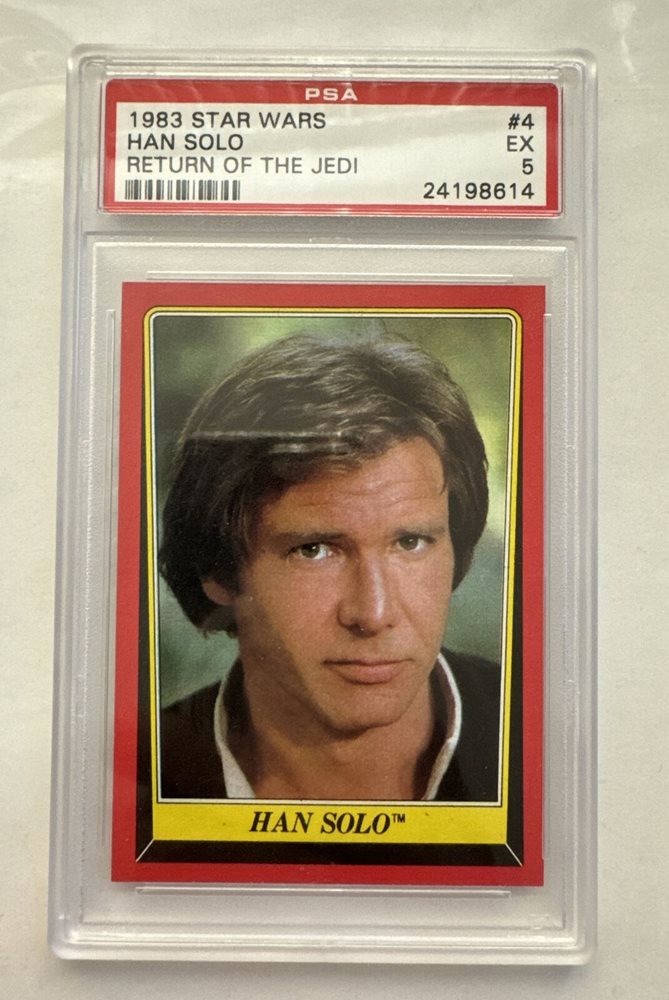 PSA
1983 STAR WARS #4
HAN SOLO EX
RETURN OF THE JEDI 5
24198614
HAN SOLO™